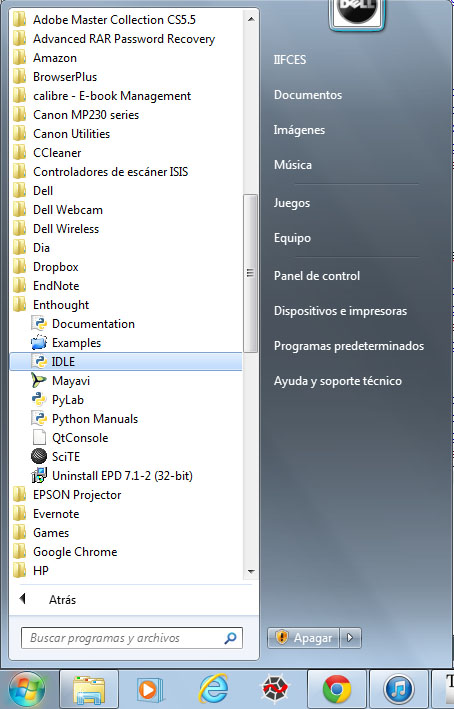 Adobe Master Collection CS5.5
Advanced RAR Password Recovery
Amazon
BrowserPlus
calibre - E-book Management
Canon MP230 series
Canon Utilities
CCleaner
Controladores de escáner ISIS
Dell
Dell Webcam
Dell Wireless
Dia
Dropbox
EndNote
Enthought
Documentation
Examples
IDLE
Mayavi
PyLab
Python Manuals
QtConsole
SciTE
Uninstall EPD 7.1-2 (32-bit)
EPSON Projector
Evernote
Games
Google Chrome
HP
Atrás
Buscar programas y archivos
DELL
IIFCES
Documentos
Imágenes
Música
Juegos
Equipo
Panel de control
Dispositivos e impresoras
Programas predeterminados
Ayuda y soporte técnico
Apagar
T